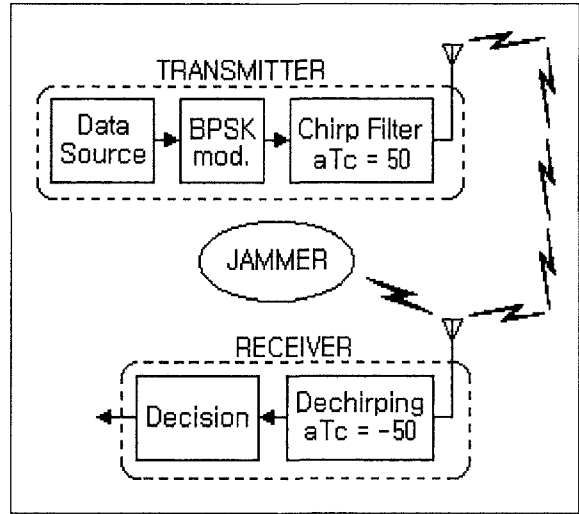 TRANSMITTER
Data
Source
BPSK
mod.
Chirp Filter
aTc = 50
JAMMER
RECEIVER
Decision
Dechirping
aTc = -50